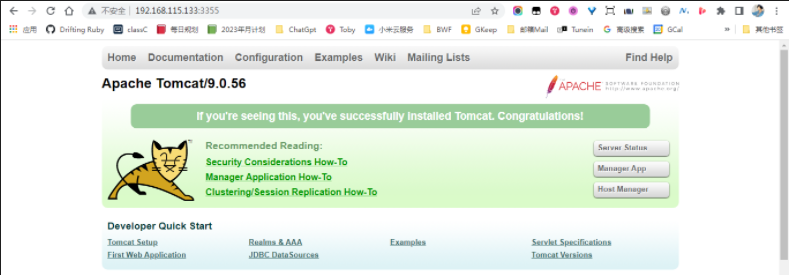 不安全 192.168.115.133:3355
应用 Drifting Ruby classC 每日规划 2023年月计划 ChatGpt Toby 小米云服务 BWF GKeep 邮箱Mail Tunein 高级搜索 GCal » 其他书签
Home Documentation Configuration Examples Wiki Mailing Lists Find Help
Apache Tomcat/9.0.56
APACHE SOFTWARE FOUNDATION
http://www.apache.org/
If you're seeing this, you've successfully installed Tomcat. Congratulations!
Recommended Reading:
Security Considerations How-To
Manager Application How-To
Clustering/Session Replication How-To
Server Status
Manager App
Host Manager
Developer Quick Start
Tomcat Setup Realms & AAA Examples Servlet Specifications
First Web Application JDBC DataSources Tomcat Versions